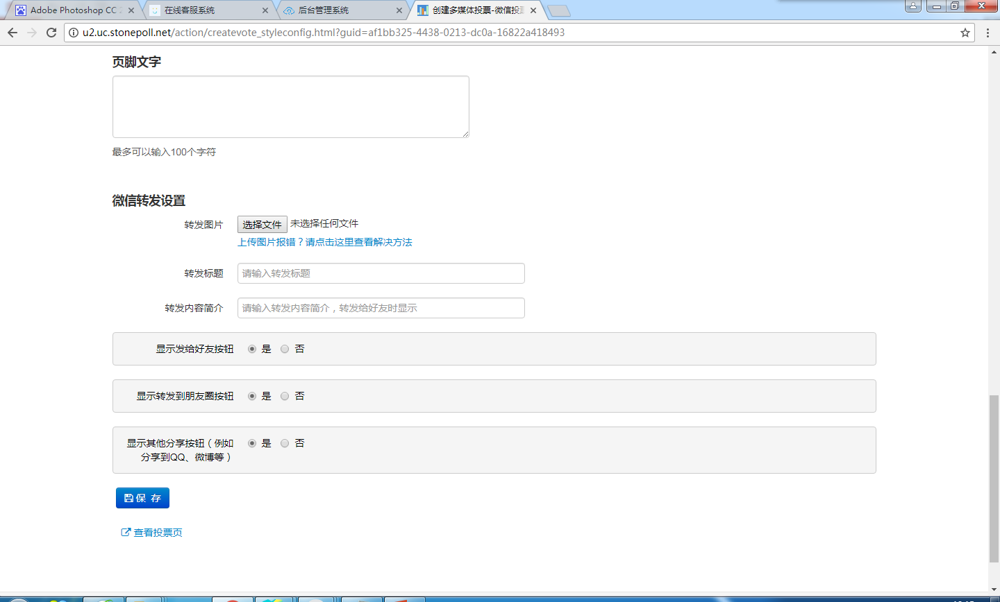 Adobe Photoshop CC
在线客服系统
后台管理系统
创建多媒体投票-微信投票
u2.uc.stonepoll.net/action/createvote_styleconfig.html?guid=af1bb325-4438-0213-dc0a-16822a418493
页脚文字
最多可以输入100个字符
微信转发设置
转发图片
选择文件 未选择任何文件
上传图片报错？请点击这里查看解决方法
转发标题
请输入转发标题
转发内容简介
请输入转发内容简介，转发给好友时显示
显示发给好友按钮 是 否
显示转发到朋友圈按钮 是 否
显示其他分享按钮（例如 是 否
分享到QQ、微博等）
保 存
查看投票页